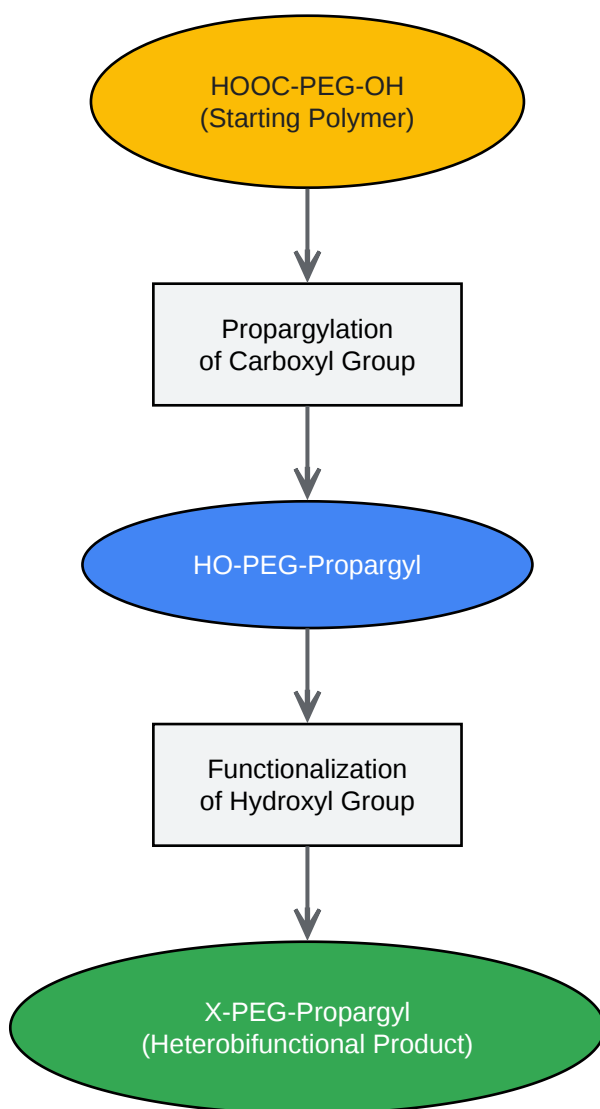 HOOC-PEG-OH
(Starting Polymer)
Propargylation
of Carboxyl Group
HO-PEG-Propargyl
Functionalization
of Hydroxyl Group
X-PEG-Propargyl
(Heterobifunctional Product)